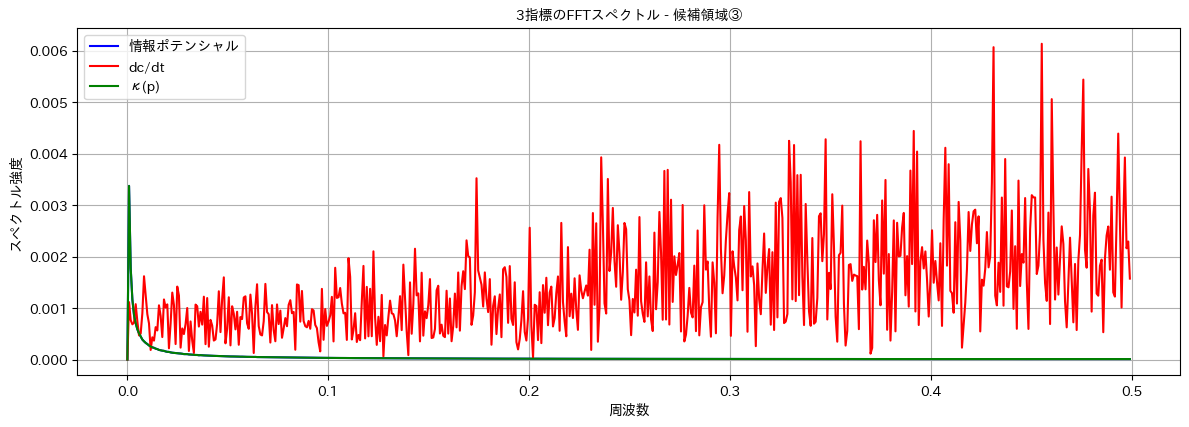 3指標のFFTスペクトル - 候補領域③
情報ポテンシャル
dc/dt
κ(p)
スペクトル強度
0.006
0.005
0.004
0.003
0.002
0.001
0.000
0.0 0.1 0.2 0.3 0.4 0.5
周波数